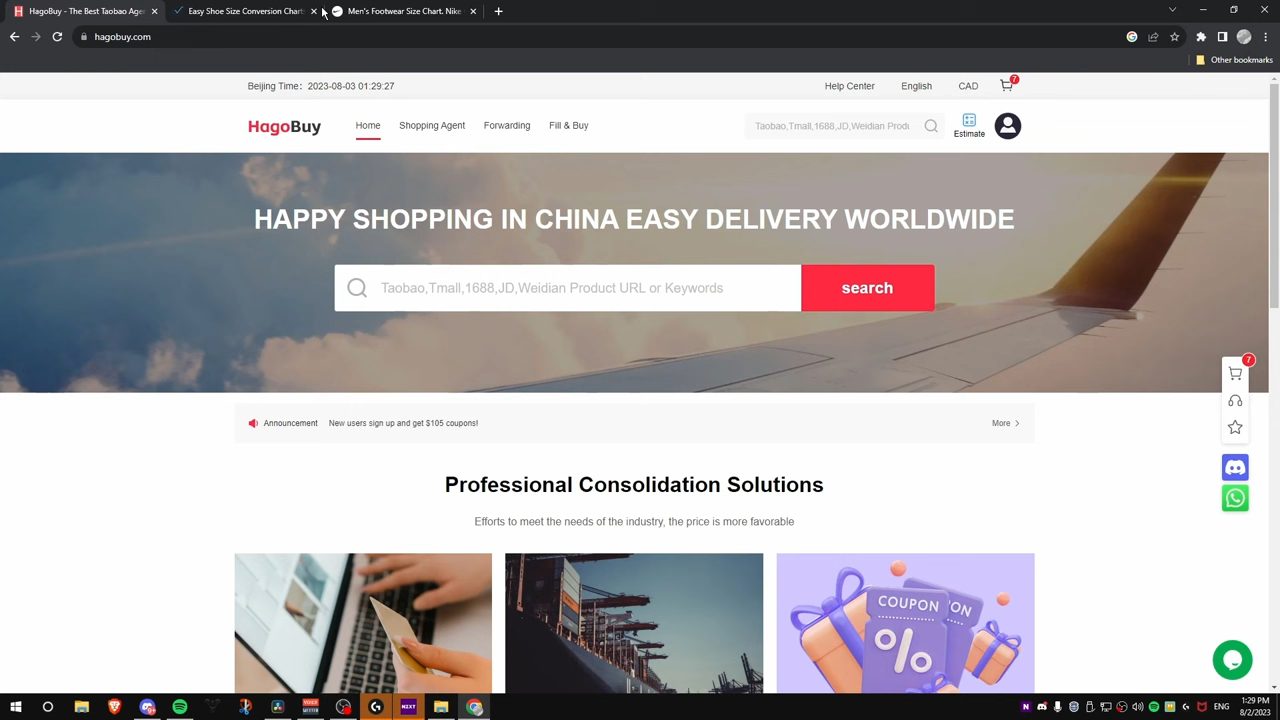 HagoBuy - The Best Taobao Age
Easy Shoe Size Conversion Chart:
Men's Footwear Size Chart. Nike
hagobuy.com
Other bookmarks
Beijing Time： 2023-08-03 01:29:27
Help Center
English
CAD
7
HagoBuy
Home
Shopping Agent
Forwarding
Fill & Buy
Taobao,Tmall,1688,JD,Weidian Produ
Estimate
HAPPY SHOPPING IN CHINA EASY DELIVERY WORLDWIDE
Taobao,Tmall,1688,JD,Weidian Product URL or Keywords
search
7
Announcement
New users sign up and get $105 coupons!
More
Professional Consolidation Solutions
Efforts to meet the needs of the industry, the price is more favorable
COUPON
PON
%
NZXT
ENG
1:29 PM
8/2/2023